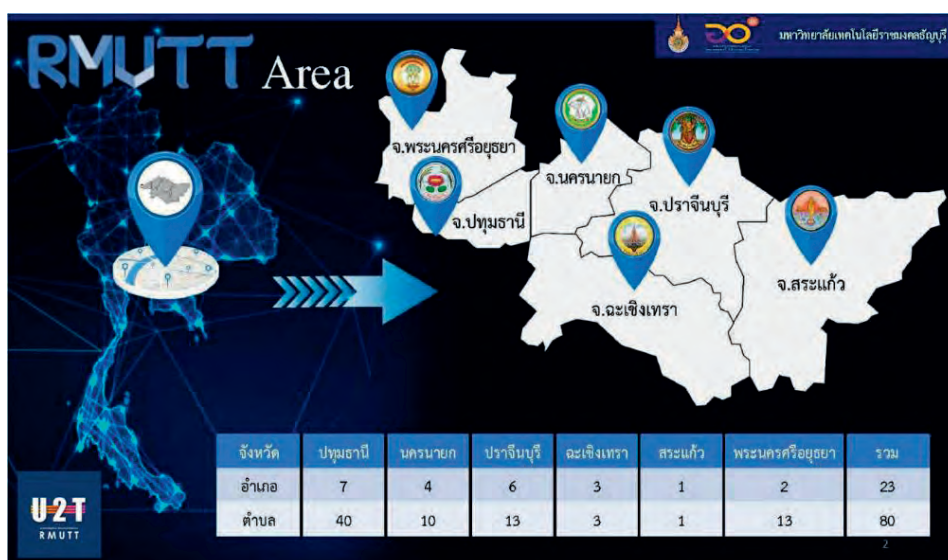 มหาวิทยาลัยเทคโนโลยีราชมงคลธัญบุรี
RMUTT Area
จ.พระนครศรีอยุธยา
จ.นครนายก
จ.ปราจีนบุรี
จ.ปทุมธานี
จ.สระแก้ว
จ.ฉะเชิงเทรา
จังหวัด ปทุมธานี นครนายก ปราจีนบุรี ฉะเชิงเทรา สระแก้ว พระนครศรีอยุธยา รวม
อำเภอ 7 4 6 3 1 2 23
ตำบล 40 10 13 3 1 13 80
U2T
RMUTT
2